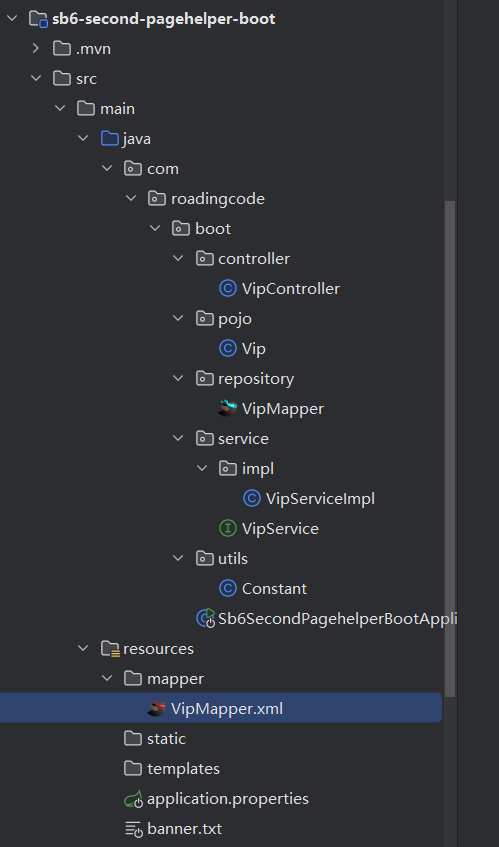 sb6-second-pagehelper-boot
.mvn
src
main
java
com
roadingcode
boot
controller
VipController
pojo
Vip
repository
VipMapper
service
impl
VipServiceImpl
VipService
utils
Constant
Sb6SecondPagehelperBootAppli
resources
mapper
VipMapper.xml
static
templates
application.properties
banner.txt